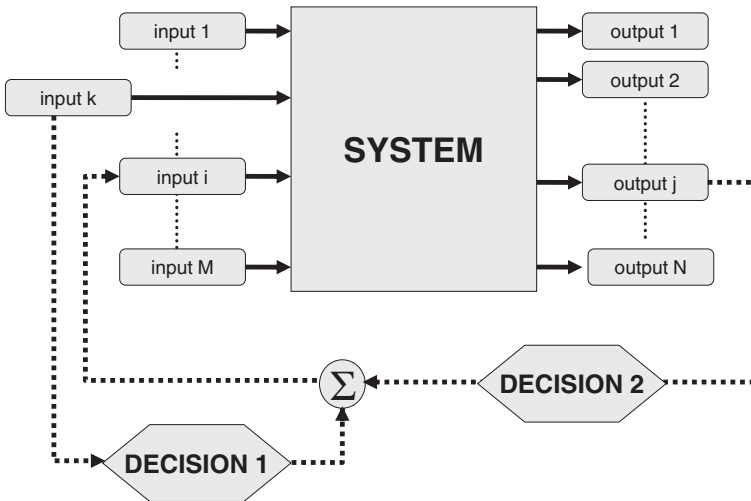 input 1
output 1
output 2
input k
SYSTEM
input i
output j
input M
output N
Σ
DECISION 2
DECISION 1